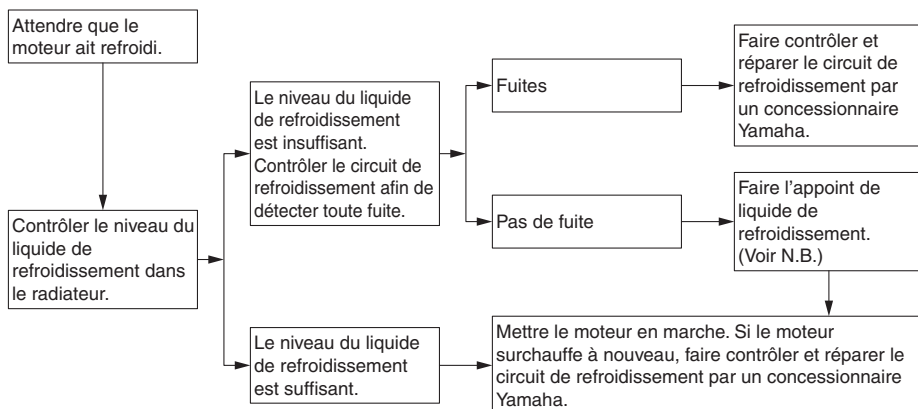 Attendre que le
moteur ait refroidi.
Contrôler le niveau du
liquide de
refroidissement dans
le radiateur.
Le niveau du liquide
de refroidissement
est insuffisant.
Contrôler le circuit de
refroidissement afin de
détecter toute fuite.
Fuites
Faire contrôler et
réparer le circuit de
refroidissement par
un concessionnaire
Yamaha.
Pas de fuite
Faire l’appoint de
liquide de
refroidissement.
(Voir N.B.)
Le niveau du liquide
de refroidissement
est suffisant.
Mettre le moteur en marche. Si le moteur
surchauffe à nouveau, faire contrôler et réparer le
circuit de refroidissement par un concessionnaire
Yamaha.